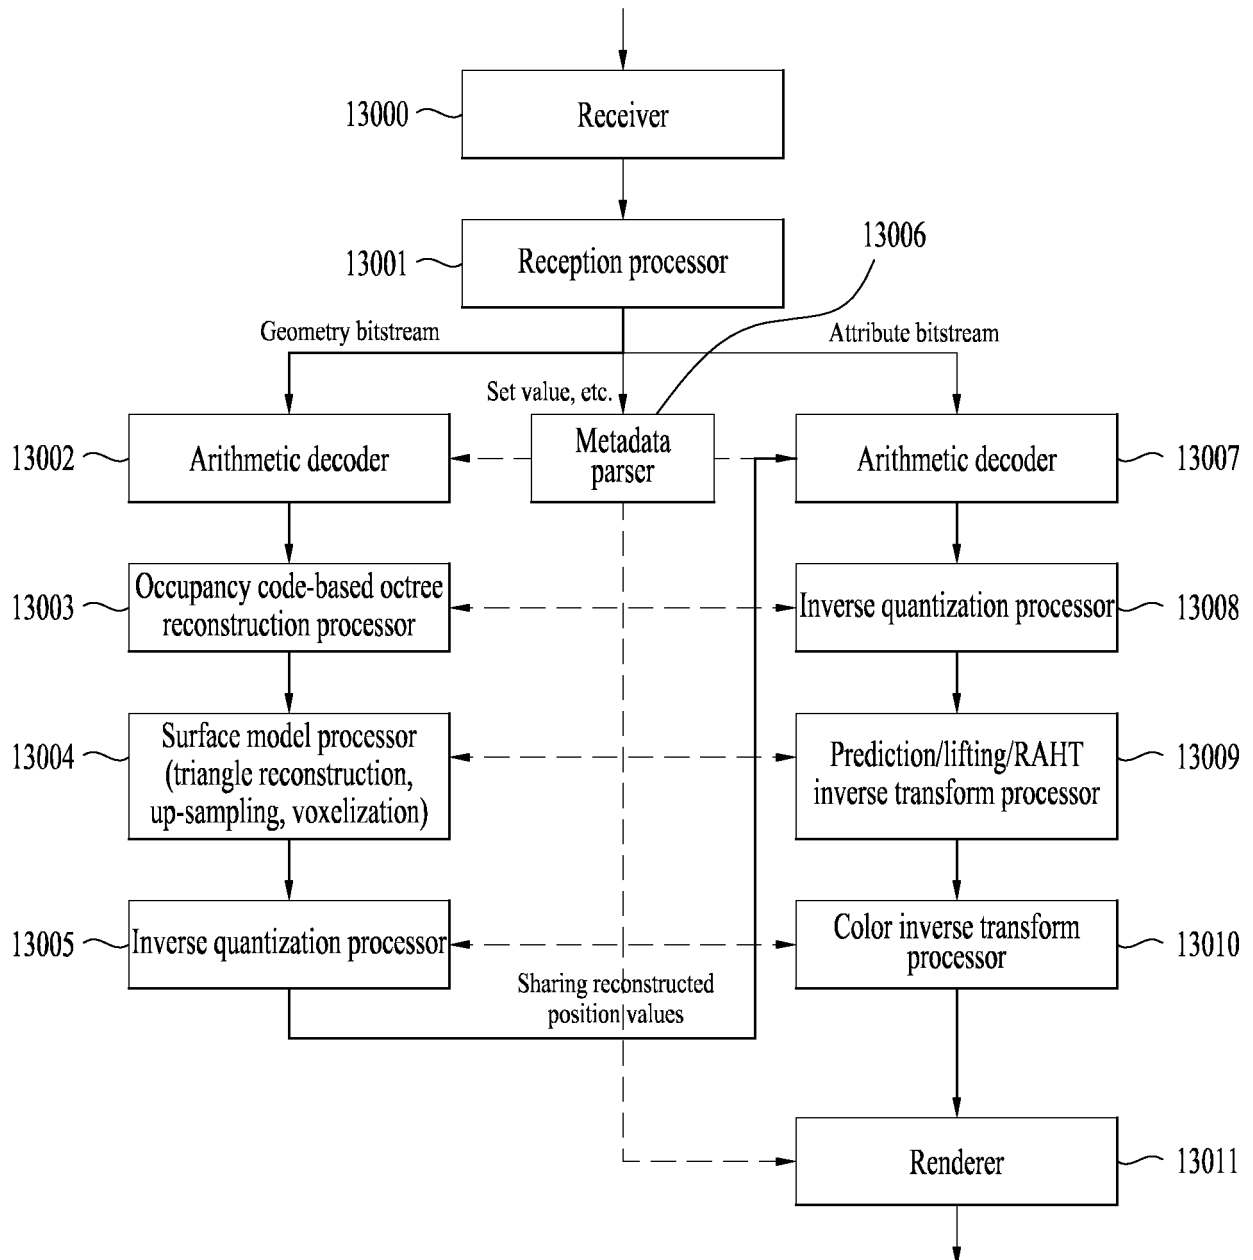 13000
Receiver
13001
Reception processor
13006
Geometry bitstream
Attribute bitstream
Set value, etc.
13002
Arithmetic decoder
Metadata
parser
Arithmetic decoder
13007
13003
Occupancy code-based octree
reconstruction processor
Inverse quantization processor
13008
13004
Surface model processor
(triangle reconstruction,
up-sampling, voxelization)
Prediction/lifting/RAHT
inverse transform processor
13009
13005
Inverse quantization processor
Color inverse transform
processor
13010
Sharing reconstructed
position values
Renderer
13011